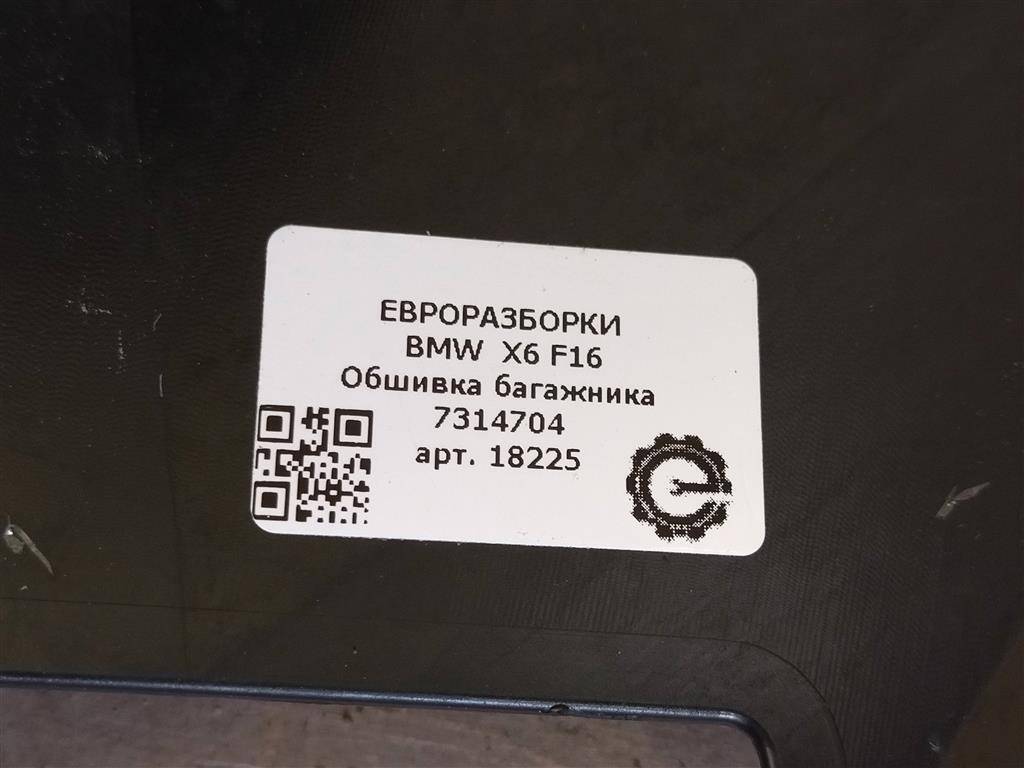 ЕВРОРАЗБОРКИ
BMW X6 F16
Обшивка багажника
7314704
арт. 18225